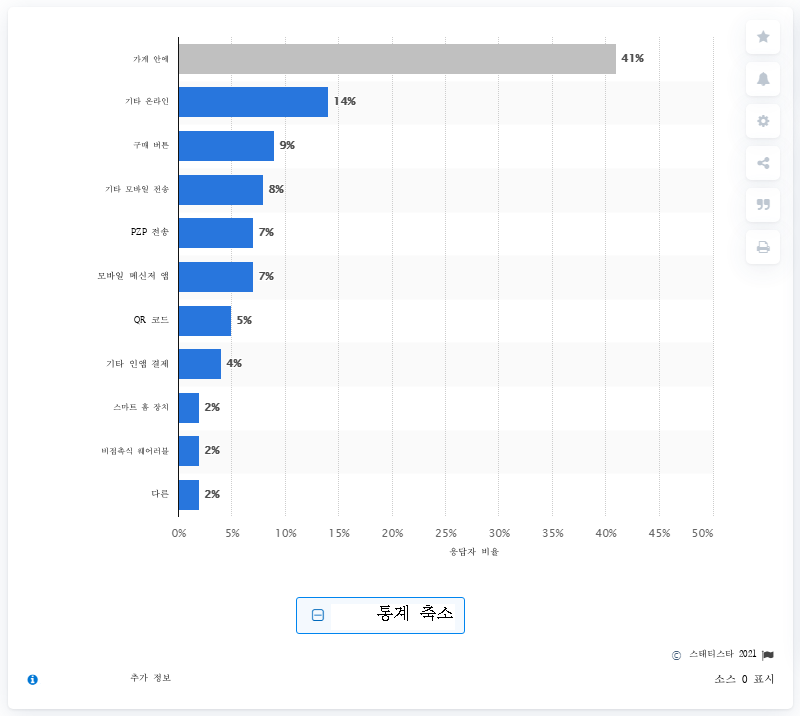 가게 안에 41%
기타 온라인 14%
구매 버튼 9%
기타 모바일 전송 8%
PZP 전송 7%
모바일 메신저 앱 7%
QR 코드 5%
기타 인앱 결제 4%
스마트 홈 장치 2%
비접촉식 웨어러블 2%
다른 2%
0% 5% 10% 15% 20% 25% 30% 35% 40% 45% 50%
응답자 비율
통계 축소
© 스태티스타 2021
추가 정보 소스 0 표시